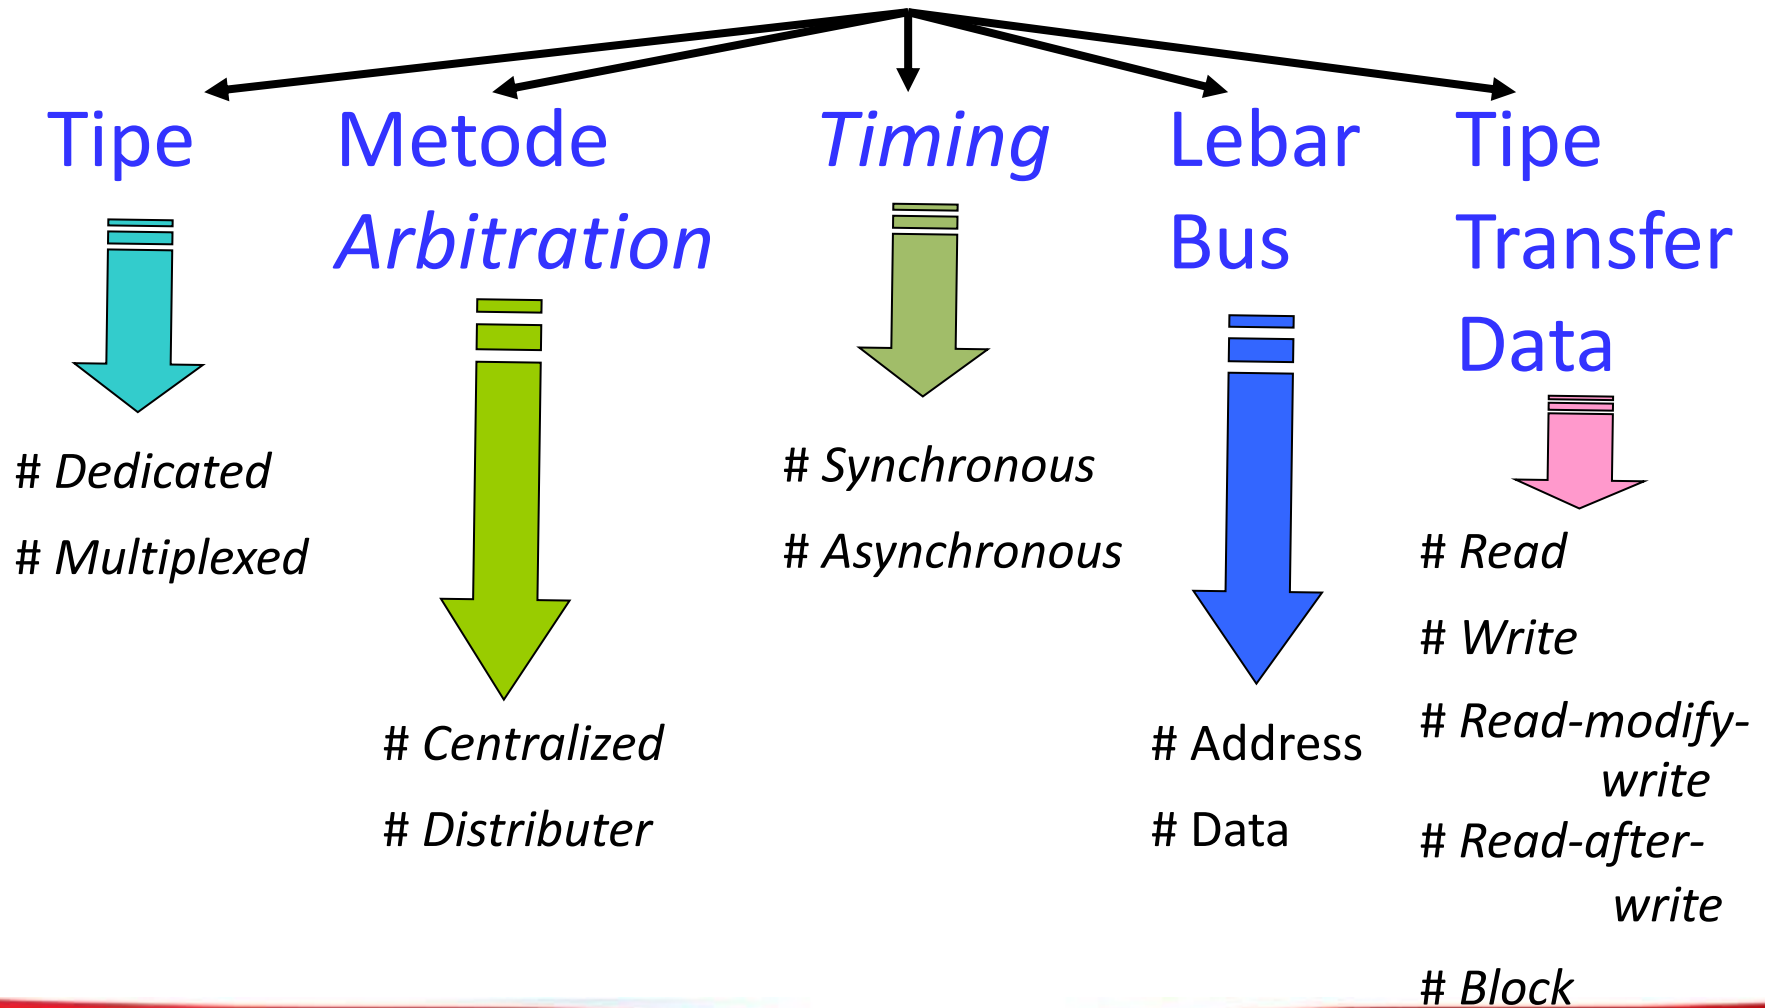 Tipe
# Dedicated
# Multiplexed
Metode
Arbitration
# Centralized
# Distributer
Timing
# Synchronous
# Asynchronous
Lebar
Bus
# Address
# Data
Tipe
Transfer
Data
# Read
# Write
# Read-modify-
write
# Read-after-
write
# Block